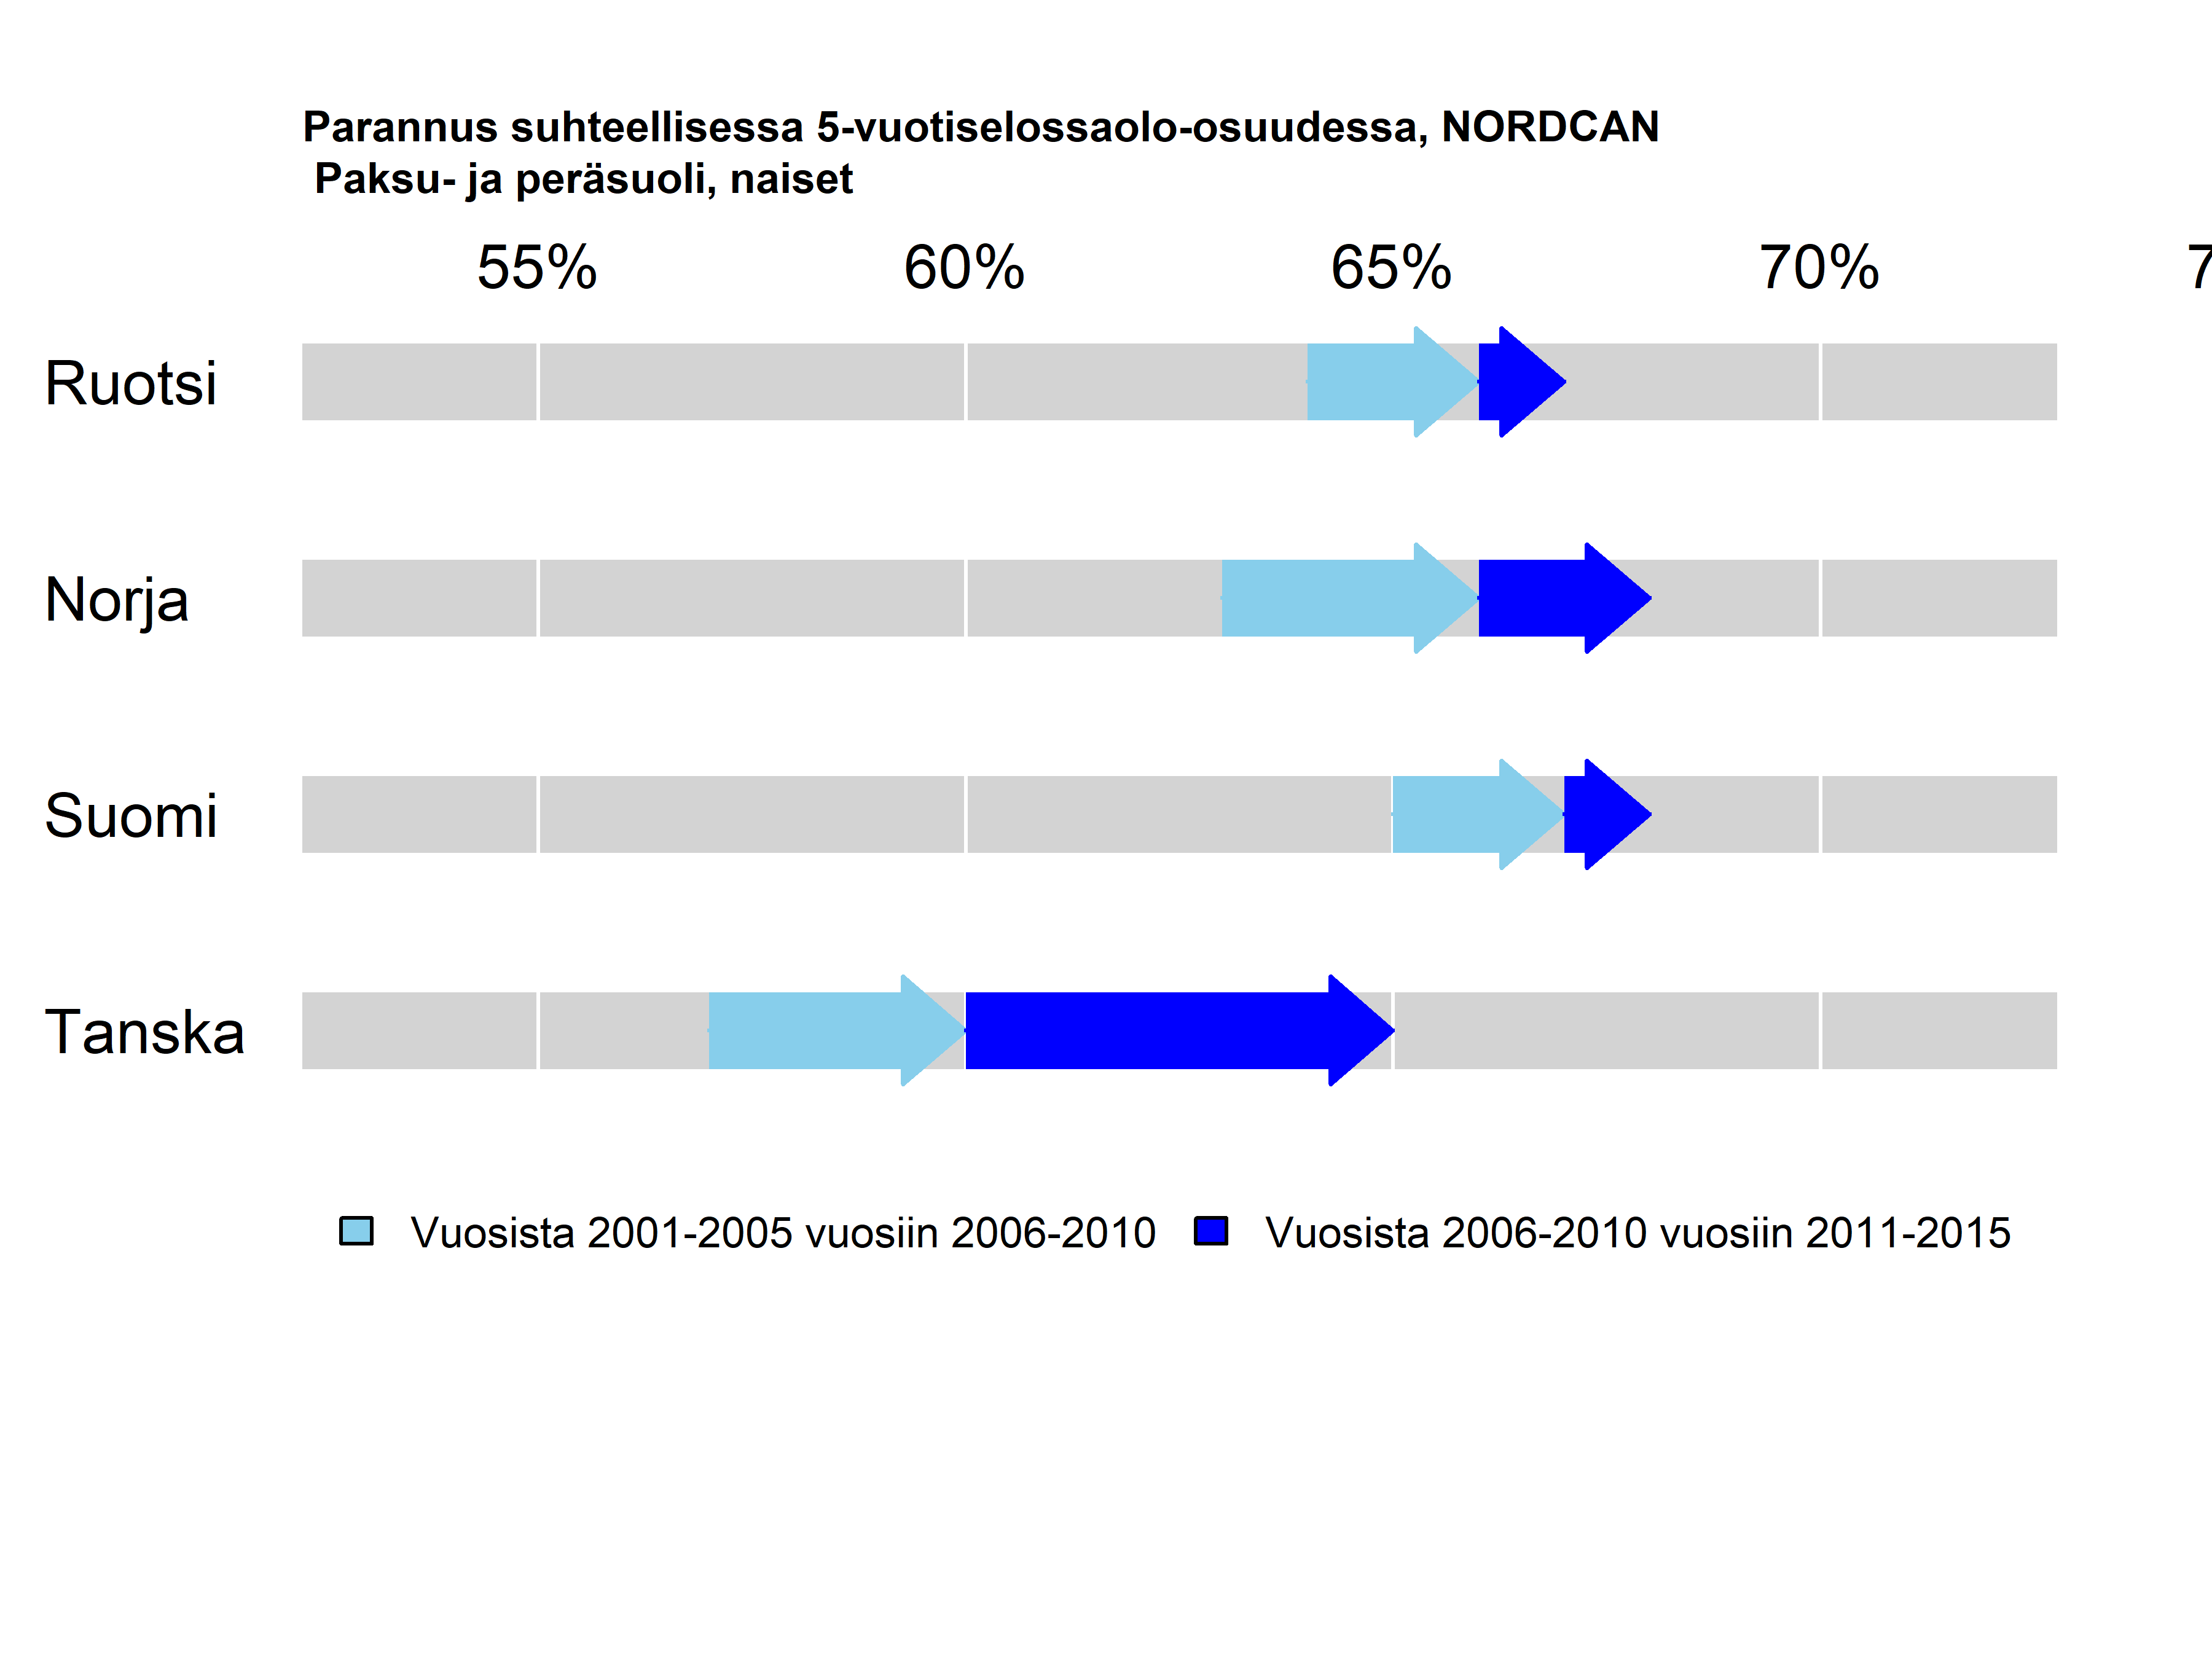 Parannus suhteellisessa 5-vuotiselossaolo-osuudessa, NORDCAN
Paksu- ja peräsuoli, naiset
55% 60% 65% 70%
Ruotsi
Norja
Suomi
Tanska
Vuosista 2001-2005 vuosiin 2006-2010 Vuosista 2006-2010 vuosiin 2011-2015